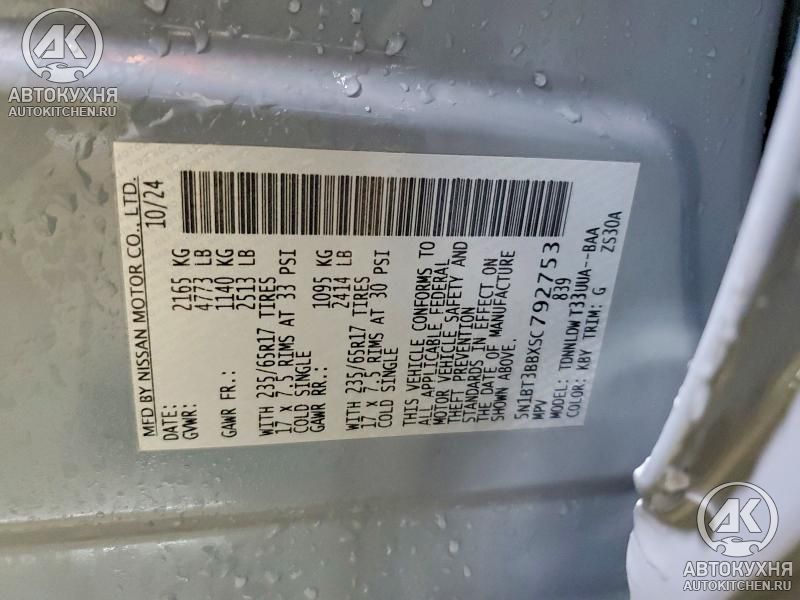 AK
АВТОКУХНЯ
AUTOKITCHEN.RU
MFD BY NISSAN MOTOR CO., LTD.
DATE: 10/24
GVWR: 2165 KG
4773 LB
GAWR FR.: 1140 KG
2513 LB
WITH 235/65R17 TIRES
17 X 7.5 RIMS AT 33 PSI
COLD SINGLE
GAWR RR.: 1095 KG
2414 LB
WITH 235/65R17 TIRES
17 X 7.5 RIMS AT 30 PSI
COLD SINGLE
THIS VEHICLE CONFORMS TO
ALL APPLICABLE FEDERAL
MOTOR VEHICLE SAFETY AND
THEFT PREVENTION
STANDARDS IN EFFECT ON
THE DATE OF MANUFACTURE
SHOWN ABOVE.
5N1BT3BBXSC792753
MPV 839
MODEL: TDNNLDWT33UUA--BAA
COLOR: KBY TRIM: G ZS30A
AK
АВТОКУХНЯ
AUTOKITCHEN.RU